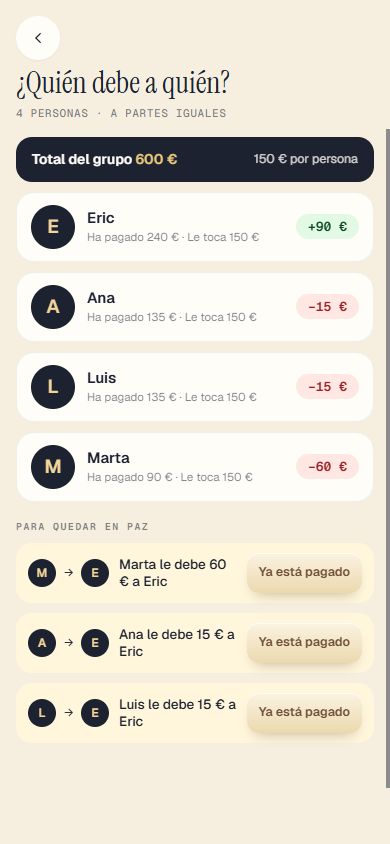 ¿Quién debe a quién?
4 PERSONAS · A PARTES IGUALES
Total del grupo 600 € 150 € por persona
E
Eric
Ha pagado 240 € · Le toca 150 €
+90 €
A
Ana
Ha pagado 135 € · Le toca 150 €
−15 €
L
Luis
Ha pagado 135 € · Le toca 150 €
−15 €
M
Marta
Ha pagado 90 € · Le toca 150 €
−60 €
PARA QUEDAR EN PAZ
M → E
Marta le debe 60
€ a Eric
Ya está pagado
A → E
Ana le debe 15 € a
Eric
Ya está pagado
L → E
Luis le debe 15 € a
Eric
Ya está pagado